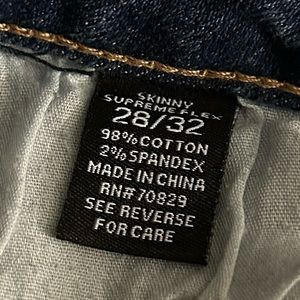 SKINNY
SUPREME FLEX
28/32
98% COTTON
2% SPANDEX
MADE IN CHINA
RN# 70829
SEE REVERSE
FOR CARE